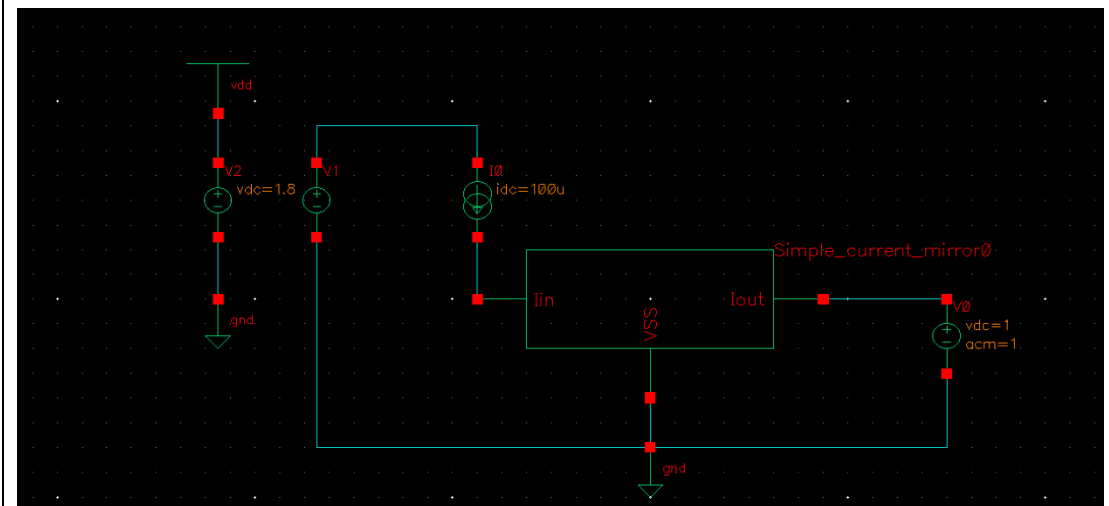 vdd
V2
vdc=1.8
V1
I0
idc=100u
Simple_current_mirror0
Iin
Iout
VSS
V0
vdc=1
acm=1
gnd
gnd